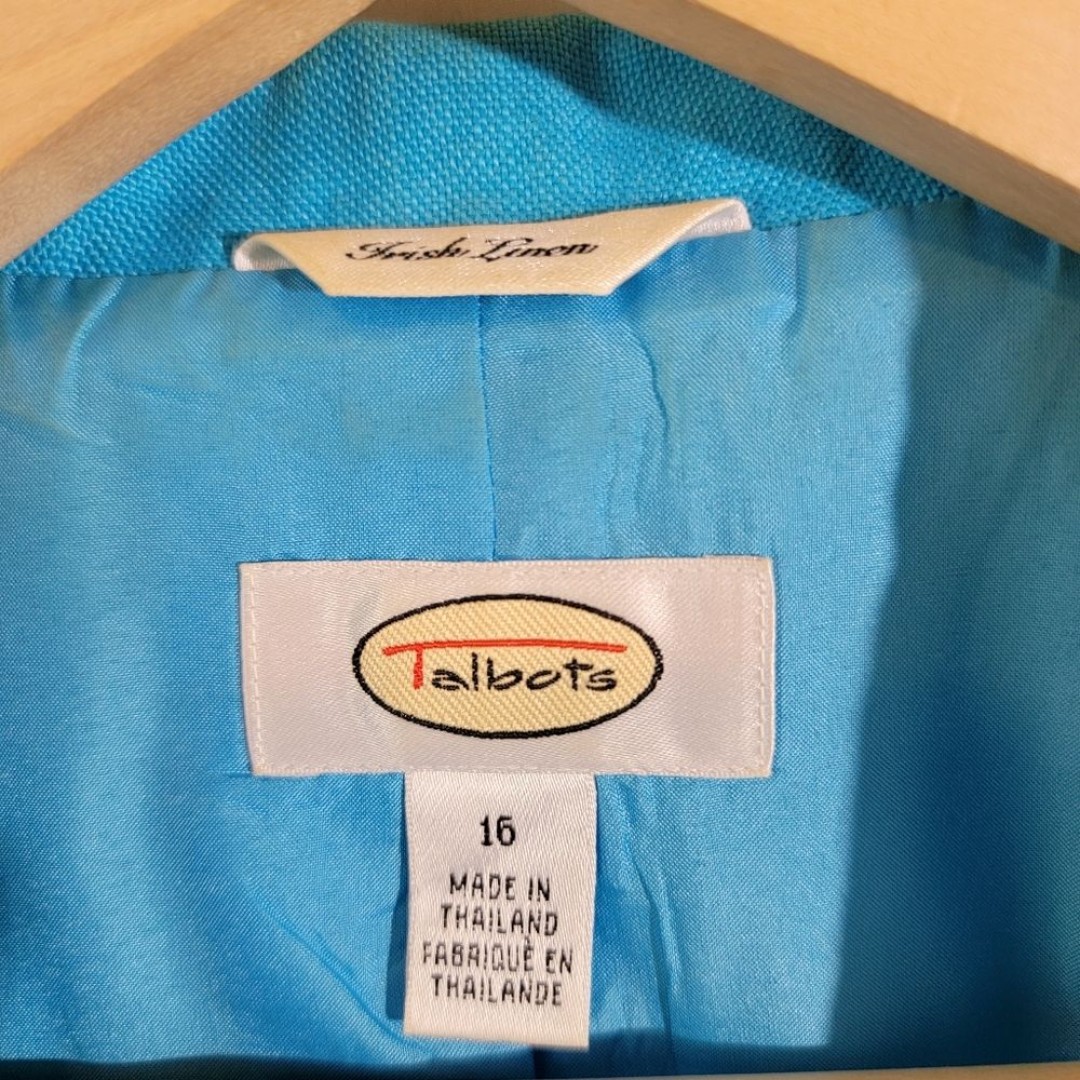 Irish Linen
Talbots
16
MADE IN
THAILAND
FABRIQUÈ EN
THAILANDE